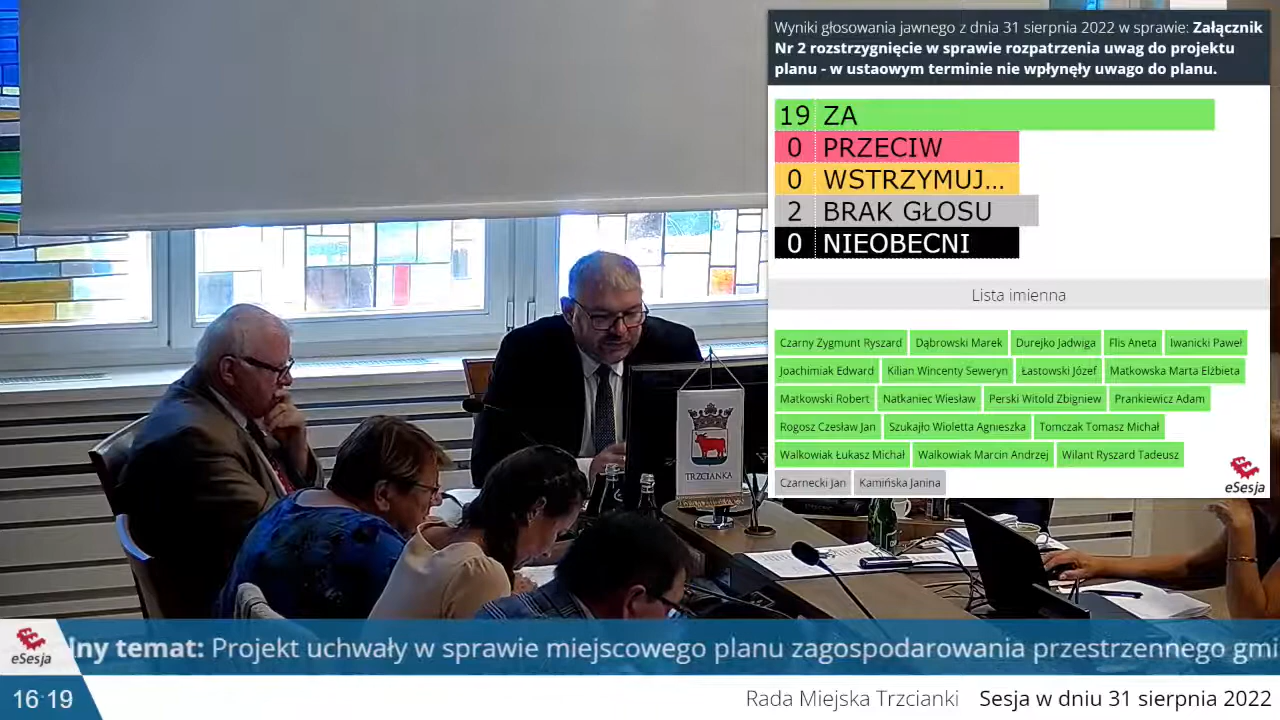 Wyniki głosowania jawnego z dnia 31 sierpnia 2022 w sprawie: Załącznik
Nr 2 rozstrzygnięcie w sprawie rozpatrzenia uwag do projektu
planu - w ustaowym terminie nie wpłynęły uwago do planu.
19 ZA
0 PRZECIW
0 WSTRZYMUJ...
2 BRAK GŁOSU
0 NIEOBECNI
Lista imienna
Czarny Zygmunt Ryszard Dąbrowski Marek Durejko Jadwiga Flis Aneta Iwanicki Paweł
Joachimiak Edward Kilian Wincenty Seweryn Łastowski Józef Matkowska Marta Elżbieta
Matkowski Robert Natkaniec Wiesław Perski Witold Zbigniew Prankiewicz Adam
Rogosz Czesław Jan Szukajło Wioletta Agnieszka Tomczak Tomasz Michał
Walkowiak Łukasz Michał Walkowiak Marcin Andrzej Wilant Ryszard Tadeusz
Czarnecki Jan Kamińska Janina
eSesja
TRZCIANKA
eSesja
lny temat: Projekt uchwały w sprawie miejscowego planu zagospodarowania przestrzennego gmi
16:19
Rada Miejska Trzcianki Sesja w dniu 31 sierpnia 2022